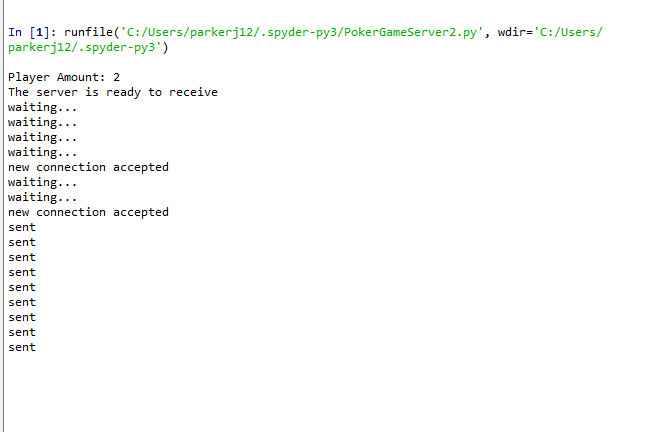 In [1]: runfile('C:/Users/parkerj12/.spyder-py3/PokerGameServer2.py', wdir='C:/Users/
parkerj12/.spyder-py3')
Player Amount: 2
The server is ready to receive
waiting...
waiting...
waiting...
waiting...
new connection accepted
waiting...
waiting...
new connection accepted
sent
sent
sent
sent
sent
sent
sent
sent
sent